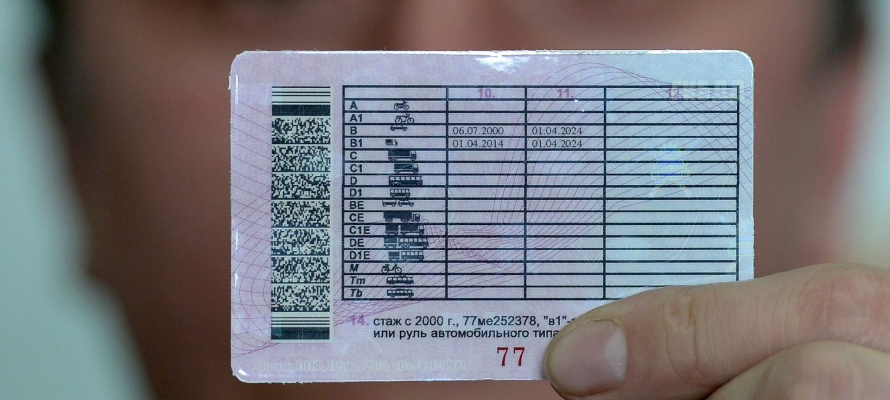 10. 11. 12.
A
A1
B 06.07.2000 01.04.2024
B1 01.04.2014 01.04.2024
C
C1
D
D1
BE
CE
C1E
DE
D1E
M
Tm
Tb
14. стаж с 2000 г., 77ме252378, "в1"-
или руль автомобильного типа
77